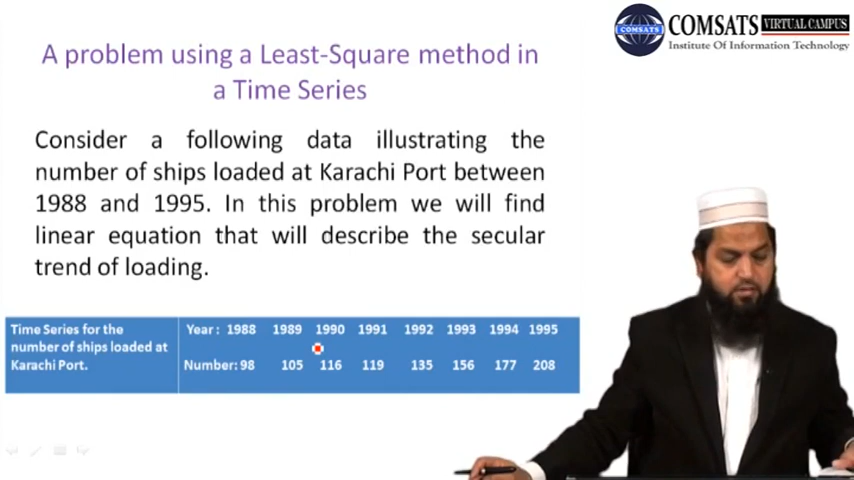 COMSATS VIRTUAL CAMPUS
Institute Of Information Technology
COMSATS
A problem using a Least-Square method in
a Time Series
Consider a following data illustrating the
number of ships loaded at Karachi Port between
1988 and 1995. In this problem we will find
linear equation that will describe the secular
trend of loading.
Time Series for the
number of ships loaded at
Karachi Port.
Year : 1988 1989 1990 1991 1992 1993 1994 1995
Number: 98 105 116 119 135 156 177 208